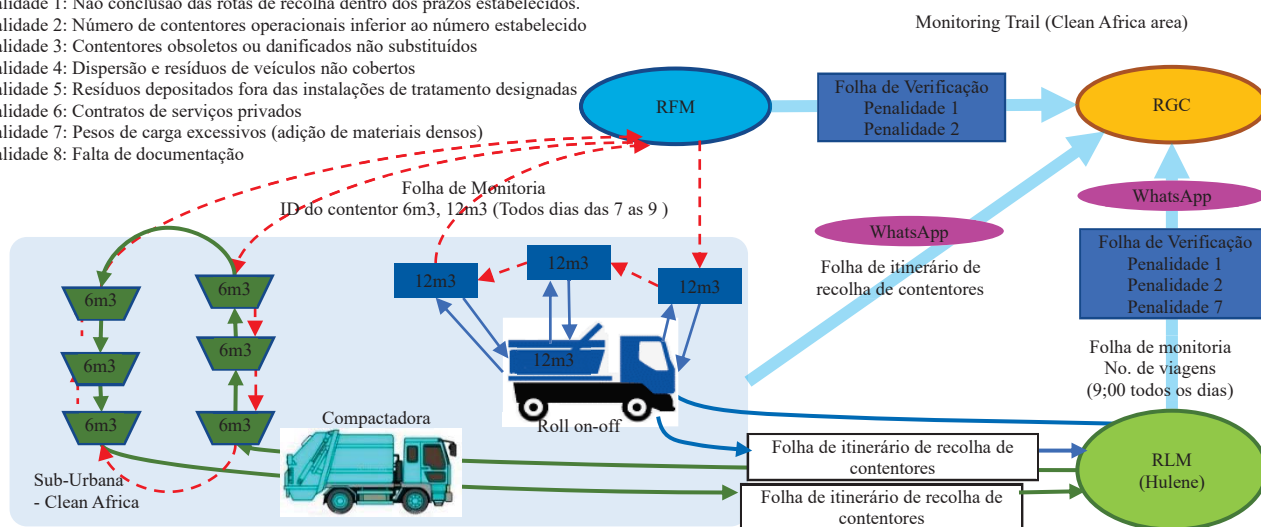 alidade 1: Não conclusão das rotas de recolha dentro dos prazos estabelecidos.
alidade 2: Número de contentores operacionais inferior ao número estabelecido
alidade 3: Contentores obsoletos ou danificados não substituídos
alidade 4: Dispersão e resíduos de veículos não cobertos
alidade 5: Resíduos depositados fora das instalações de tratamento designadas
alidade 6: Contratos de serviços privados
alidade 7: Pesos de carga excessivos (adição de materiais densos)
alidade 8: Falta de documentação
Monitoring Trail (Clean Africa area)
RFM
Folha de Verificação
Penalidade 1
Penalidade 2
RGC
Folha de Monitoria
ID do contentor 6m3, 12m3 (Todos dias das 7 as 9 )
WhatsApp
Folha de itinerário de
recolha de contentores
WhatsApp
Folha de Verificação
Penalidade 1
Penalidade 2
Penalidade 7
Folha de monitoria
No. de viagens
(9;00 todos os dias)
12m3
12m3
12m3
12m3
Roll on-off
6m3
6m3
6m3
6m3
6m3
6m3
Compactadora
Sub-Urbana
- Clean Africa
Folha de itinerário de recolha de
contentores
Folha de itinerário de recolha de
contentores
RLM
(Hulene)